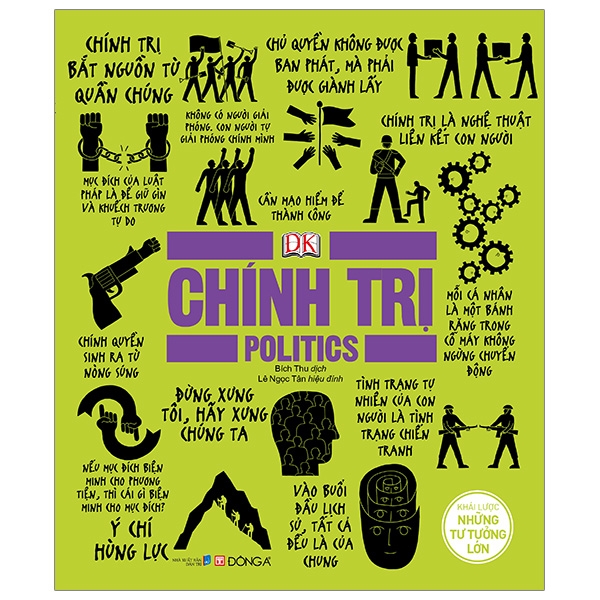 CHÍNH TRỊ
BẮT NGUỒN TỪ
QUẦN CHÚNG
CHỦ QUYỀN KHÔNG ĐƯỢC
BAN PHÁT, MÀ PHẢI
ĐƯỢC GIÀNH LẤY
KHÔNG CÓ NGƯỜI GIẢI
PHÓNG. CON NGƯỜI TỰ
GIẢI PHÓNG CHÍNH MÌNH
CHÍNH TRỊ LÀ NGHỆ THUẬT
LIÊN KẾT CON NGƯỜI
MỤC ĐÍCH CỦA LUẬT
PHÁP LÀ ĐỂ GIỮ GÌN
VÀ KHUẾCH TRƯƠNG
TỰ DO
CẦN MẠO HIỂM ĐỂ
THÀNH CÔNG
DK
CHÍNH TRỊ
POLITICS
Bích Thu dịch
Lê Ngọc Tân hiệu đính
MỖI CÁ NHÂN
LÀ MỘT BÁNH
RĂNG TRONG
CỖ MÁY KHÔNG
NGỪNG CHUYỂN
ĐỘNG
CHÍNH QUYỀN
SINH RA TỪ
NÒNG SÚNG
ĐỪNG XƯNG
TÔI, HÃY XƯNG
CHÚNG TA
TÌNH TRẠNG TỰ
NHIÊN CỦA CON
NGƯỜI LÀ TÌNH
TRẠNG CHIẾN
TRANH
NẾU MỤC ĐÍCH BIỆN
MINH CHO PHƯƠNG
TIỆN, THÌ CÁI GÌ BIỆN
MINH CHO MỤC ĐÍCH?
Ý CHÍ
HÙNG LỰC
VÀO BUỔI
ĐẦU LỊCH
SỬ, TẤT CẢ
ĐỀU LÀ CỦA
CHUNG
KHÁI LƯỢC
NHỮNG
TƯ TƯỞNG
LỚN
NHÀ XUẤT BẢN
DÂN TRÍ
ĐÔNG A